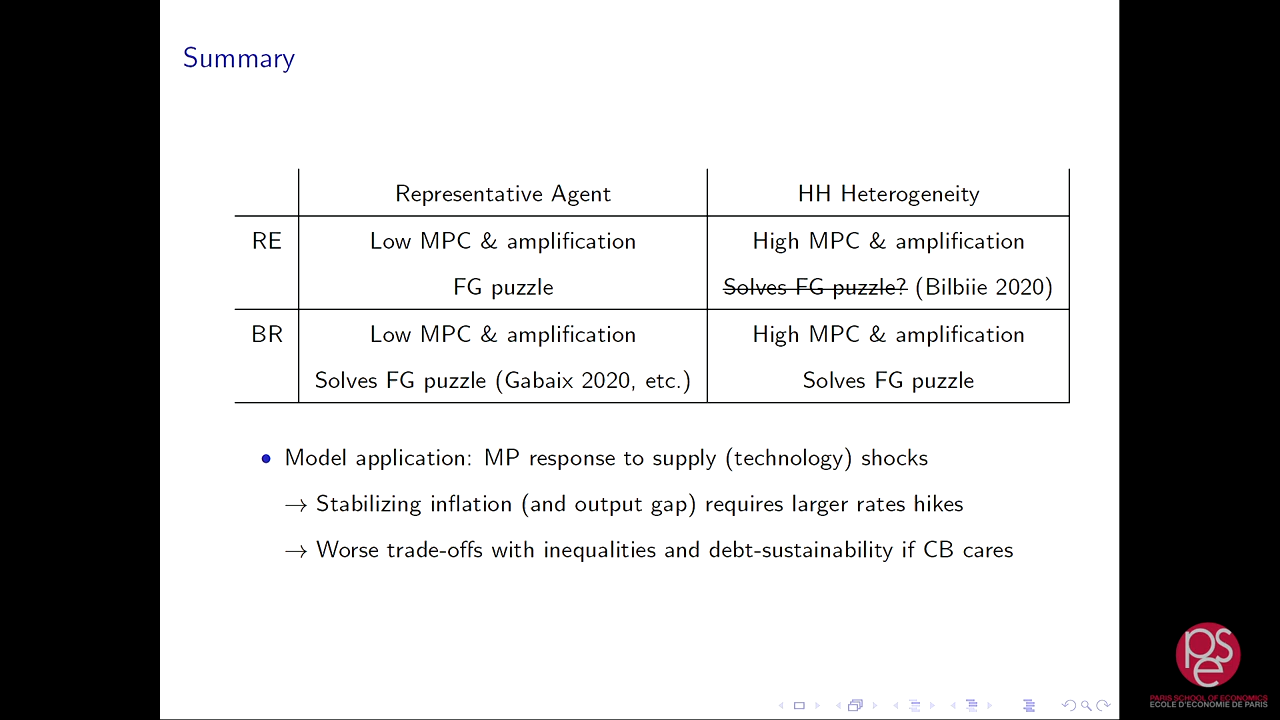 Summary
Representative Agent HH Heterogeneity
RE Low MPC & amplification High MPC & amplification
FG puzzle Solves FG puzzle? (Bilbiie 2020)
BR Low MPC & amplification High MPC & amplification
Solves FG puzzle (Gabaix 2020, etc.) Solves FG puzzle
• Model application: MP response to supply (technology) shocks
→ Stabilizing inflation (and output gap) requires larger rates hikes
→ Worse trade-offs with inequalities and debt-sustainability if CB cares
pse
PARIS SCHOOL OF ECONOMICS
ECOLE D'ECONOMIE DE PARIS